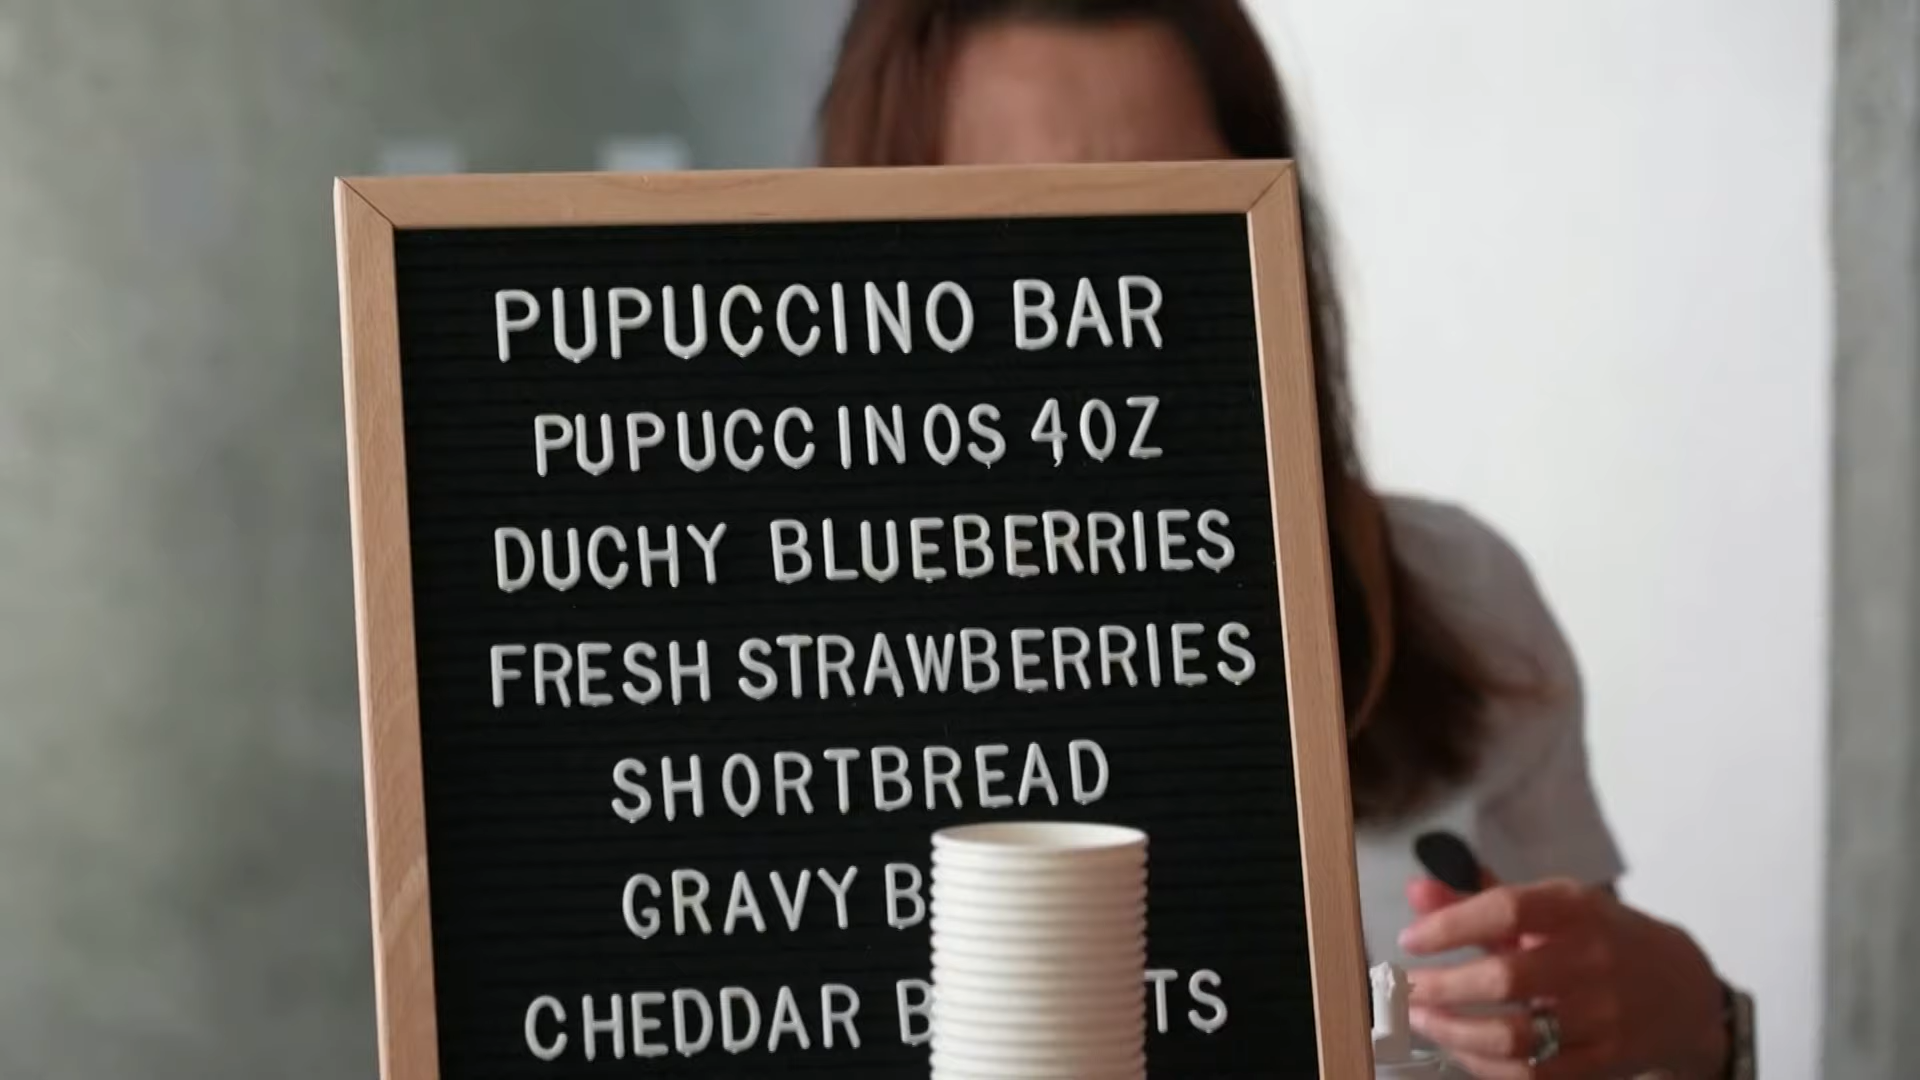 PUPUCCINO BAR
PUPUCCINOS 4OZ
DUCHY BLUEBERRIES
FRESH STRAWBERRIES
SHORTBREAD
GRAVY
CHEDDAR